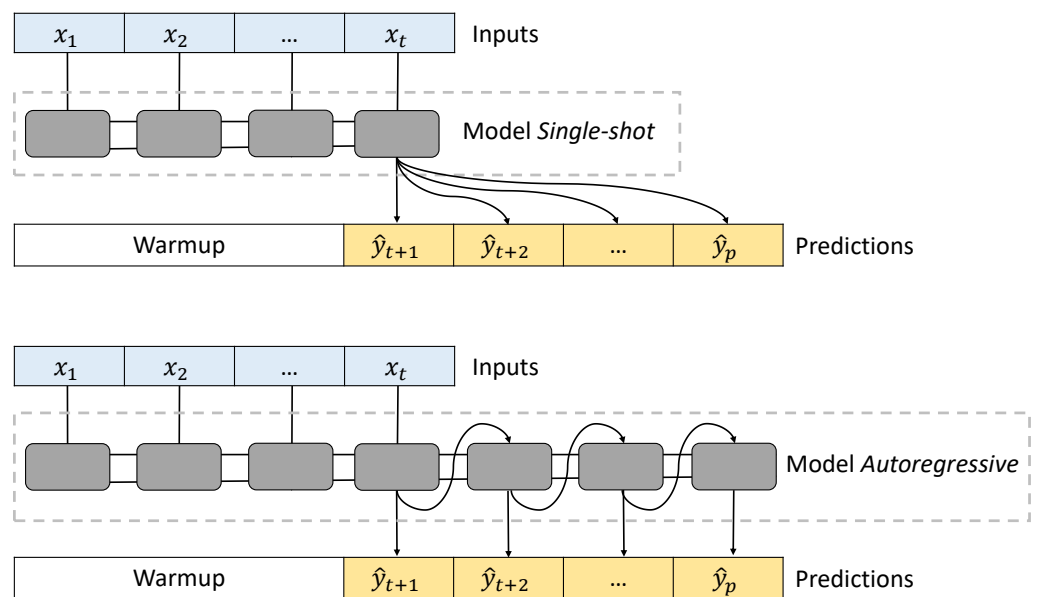 x₁ x₂ ... xₜ Inputs
Model Single-shot
Warmup ŷₜ₊₁ ŷₜ₊₂ ... ŷₚ Predictions
x₁ x₂ ... xₜ Inputs
Model Autoregressive
Warmup ŷₜ₊₁ ŷₜ₊₂ ... ŷₚ Predictions